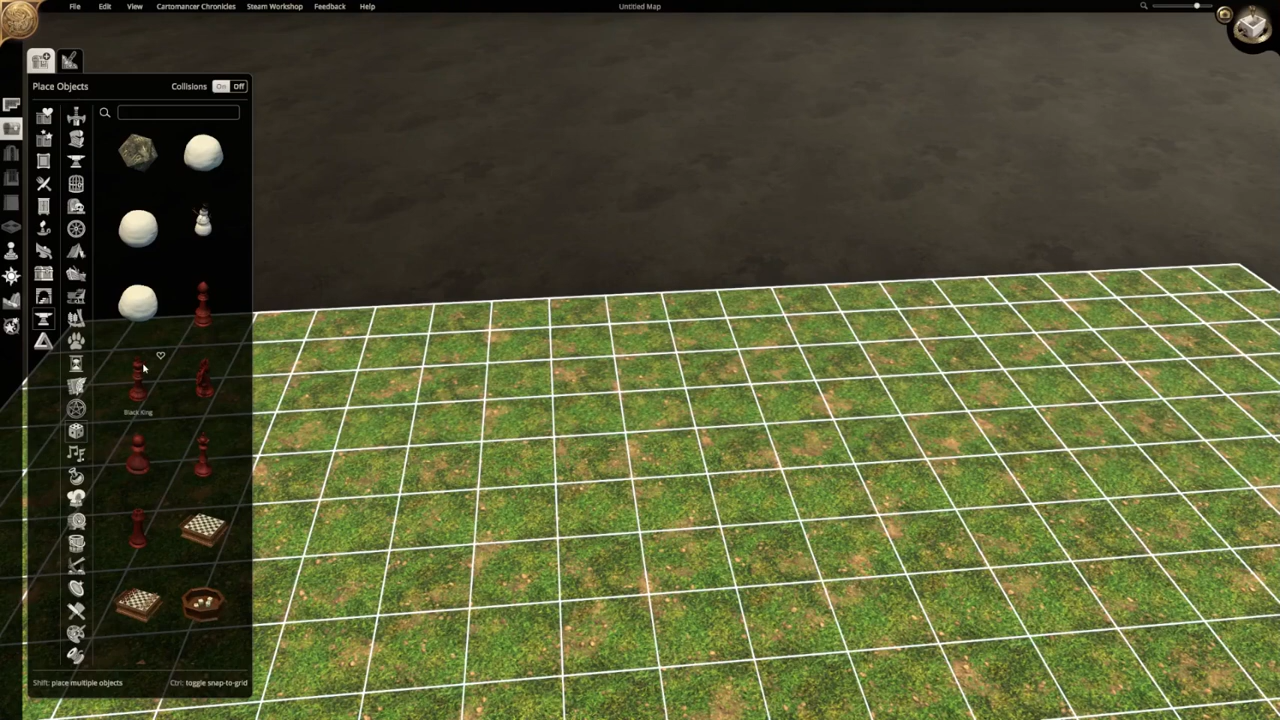 File Edit View Cartomancer Chronicles Steam Workshop Feedback Help Untitled Map
Place Objects Collisions On Off
Black King
Shift: place multiple objects Ctrl: toggle snap-to-grid